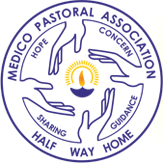 MEDICO PASTORAL ASSOCIATION
HOPE
CONCERN
SHARING
GUIDANCE
HALF WAY HOME